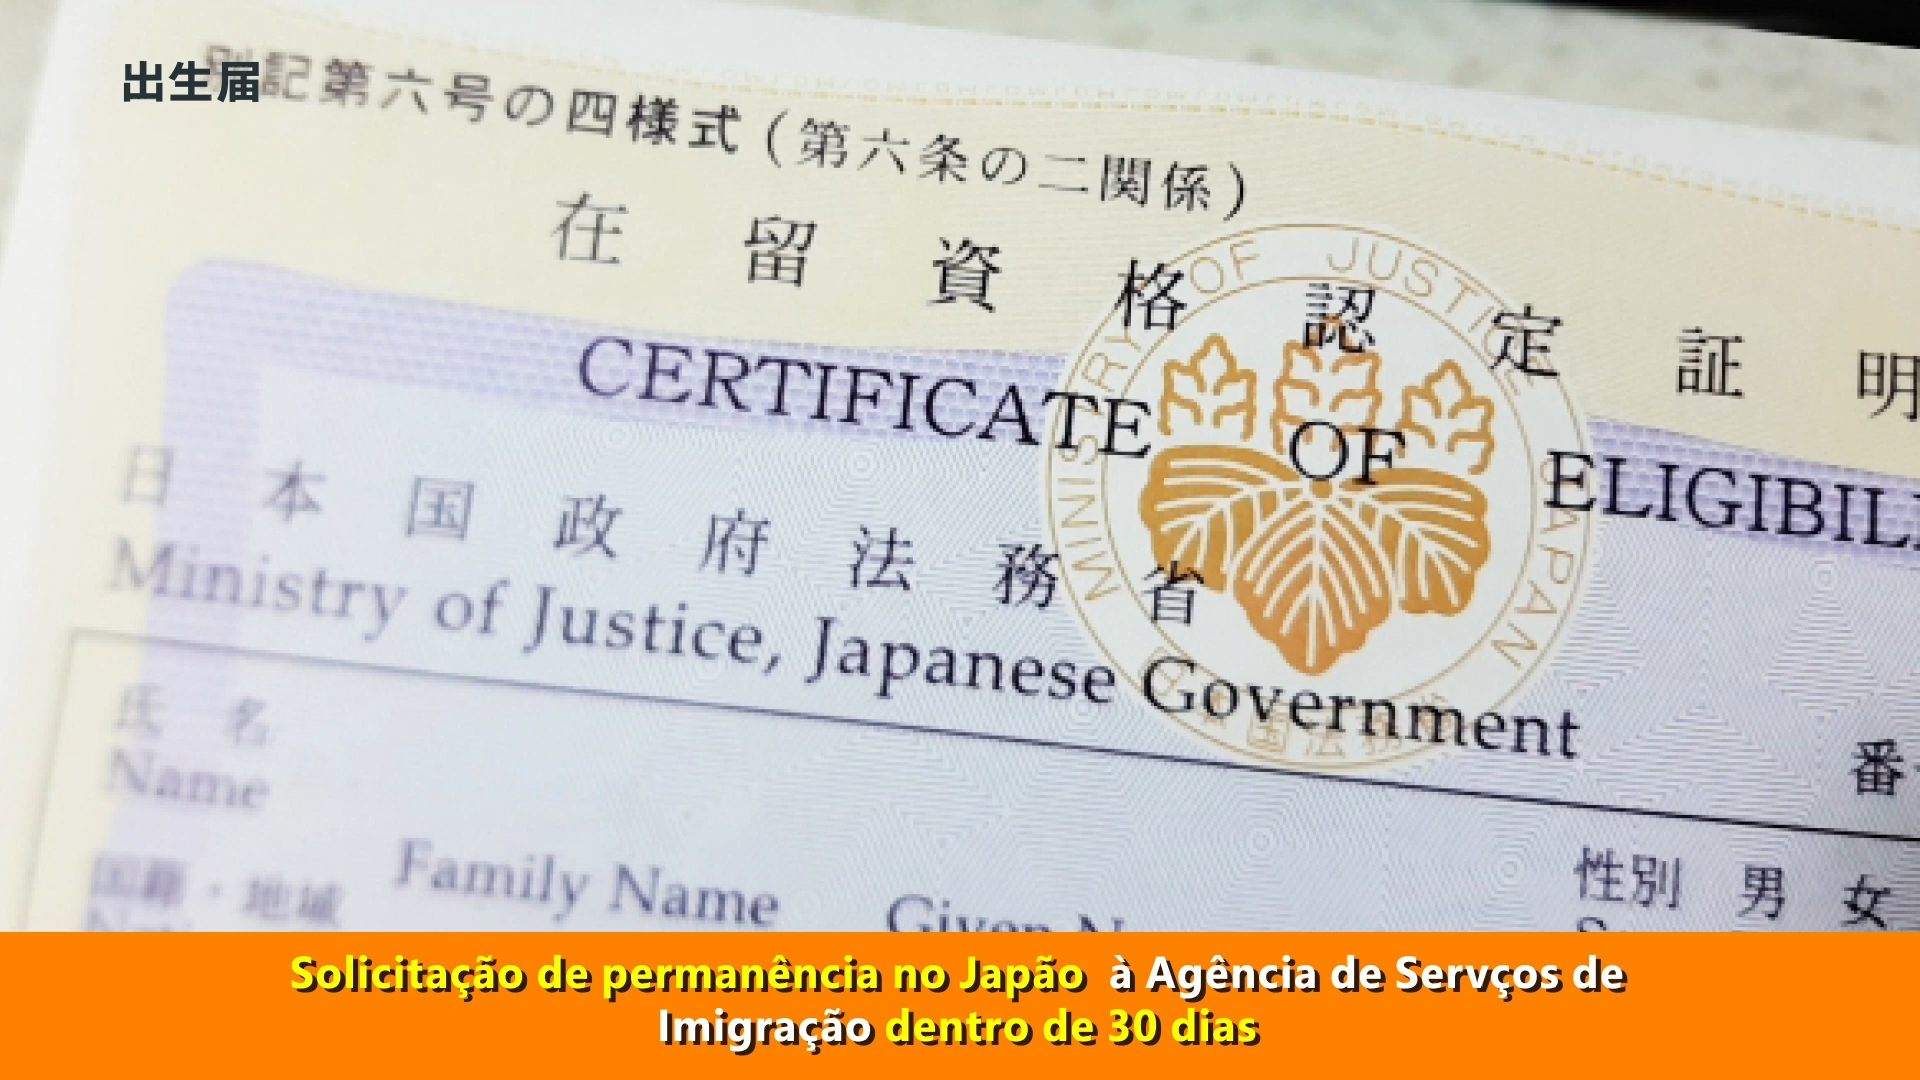 出生届
別記第六号の四様式(第六条の二関係)
在留資格認定証明
CERTIFICATE OF ELIGIBILI
日本国政府法務省
Ministry of Justice, Japanese Government
MINISTRY OF JUSTICE JAPAN
番
氏名
Name
Family Name
性別 男 女
国籍・地域
Solicitação de permanência no Japão à Agência de Servços de
Imigração dentro de 30 dias